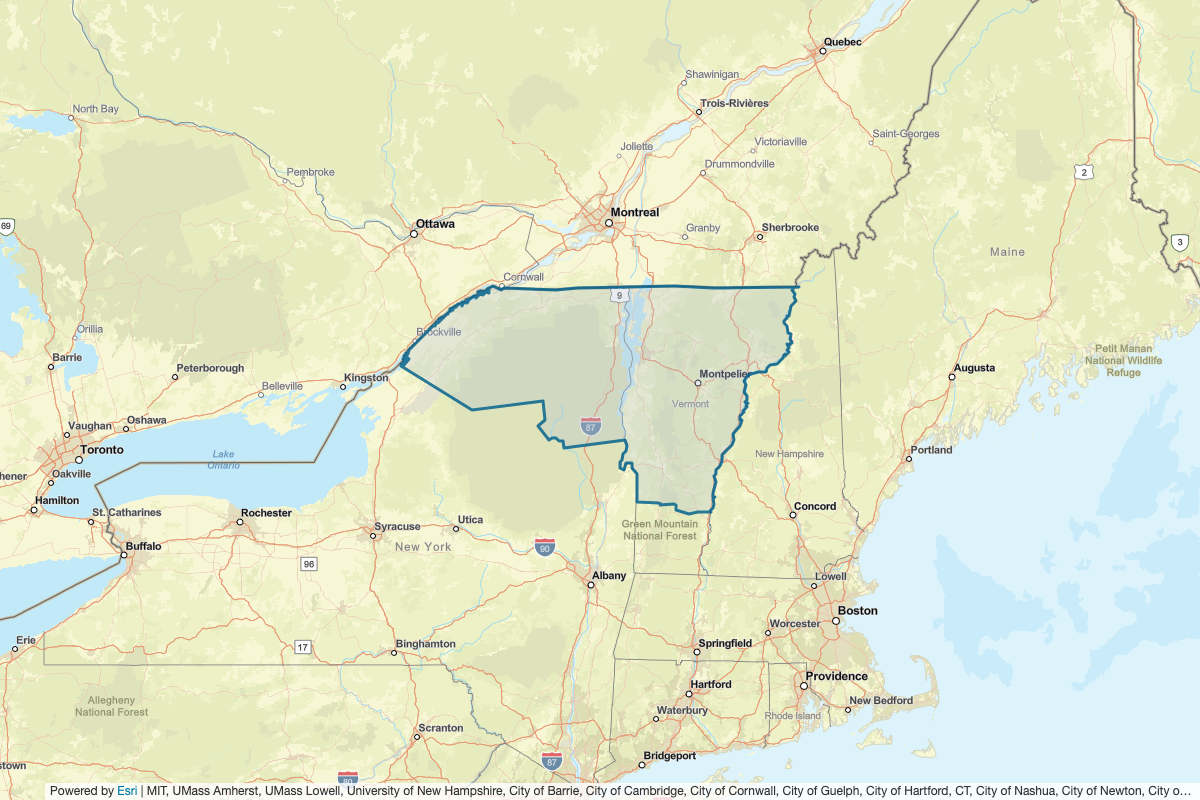 Quebec
Shawinigan
Trois-Rivières
North Bay
Saint-Georges
Victoriaville
Joliette
Drummondville
Pembroke
2
Montreal
Ottawa
69
Granby
Sherbrooke
3
Maine
Cornwall
9
Orillia
Brockville
Petit Manan
National Wildlife
Refuge
Barrie
Peterborough
Kingston
Belleville
Montpelier
Augusta
Vermont
Oshawa
Vaughan
87
Toronto
Lake
Ontario
New Hampshire
Portland
Oakville
Hamilton
St. Catharines
Rochester
Syracuse
Utica
Concord
Green Mountain
National Forest
Buffalo
New York
90
96
Albany
Lowell
Boston
Worcester
Erie
17
Binghamton
Springfield
Providence
Hartford
New Bedford
Allegheny
National Forest
Waterbury
Rhode Island
Scranton
Bridgeport
87
Powered by Esri | MIT, UMass Amherst, UMass Lowell, University of New Hampshire, City of Barrie, City of Cambridge, City of Cornwall, City of Guelph, City of Hartford, CT, City of Nashua, City of Newton, City o...